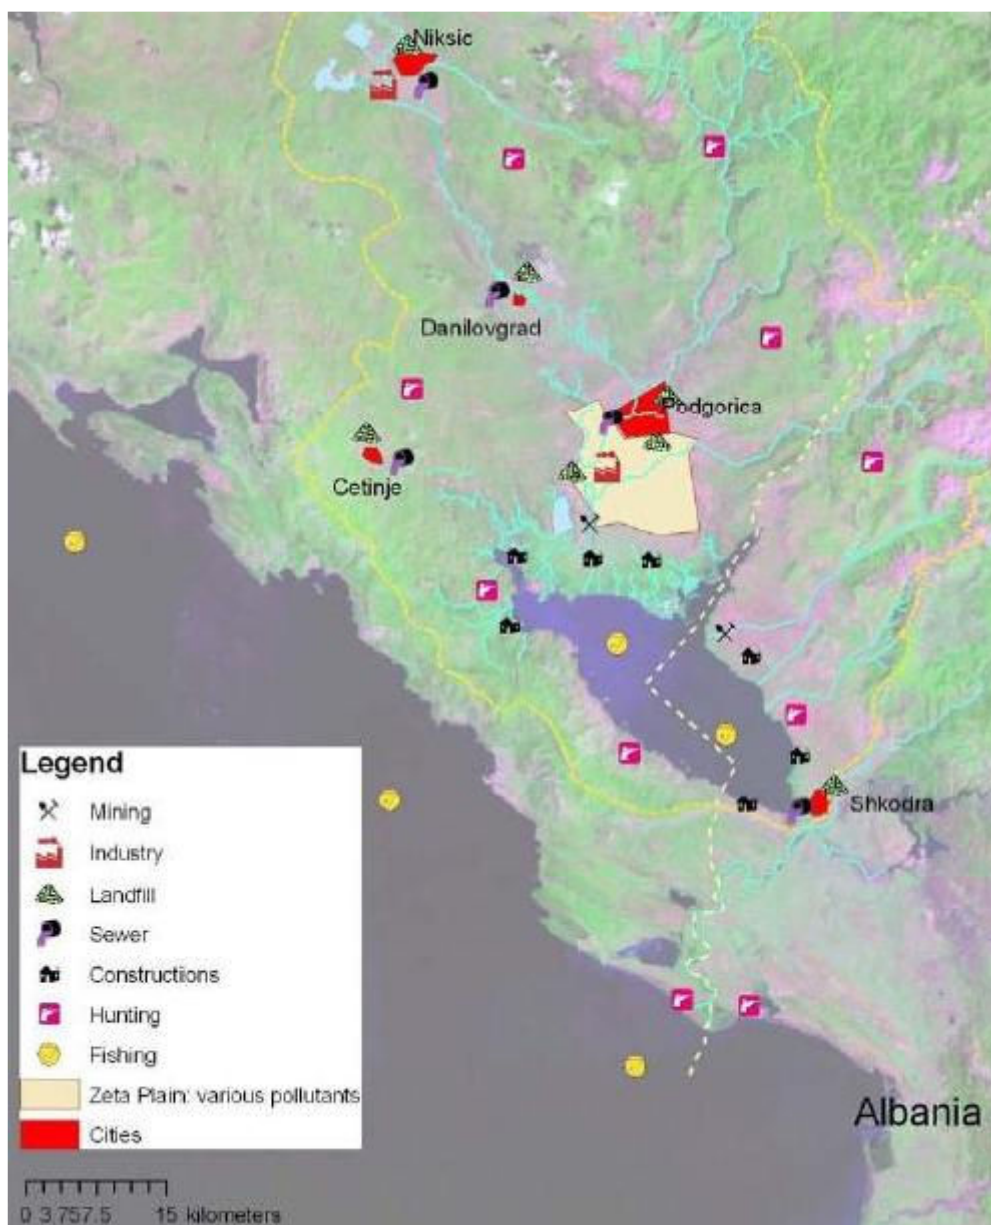 Niksic
Danilovgrad
Podgorica
Cetinje
Shkodra
Albania
Legend
Mining
Industry
Landfill
Sewer
Constructions
Hunting
Fishing
Zeta Plain: various pollutants
Cities
0 3 757.5 15 kilometers